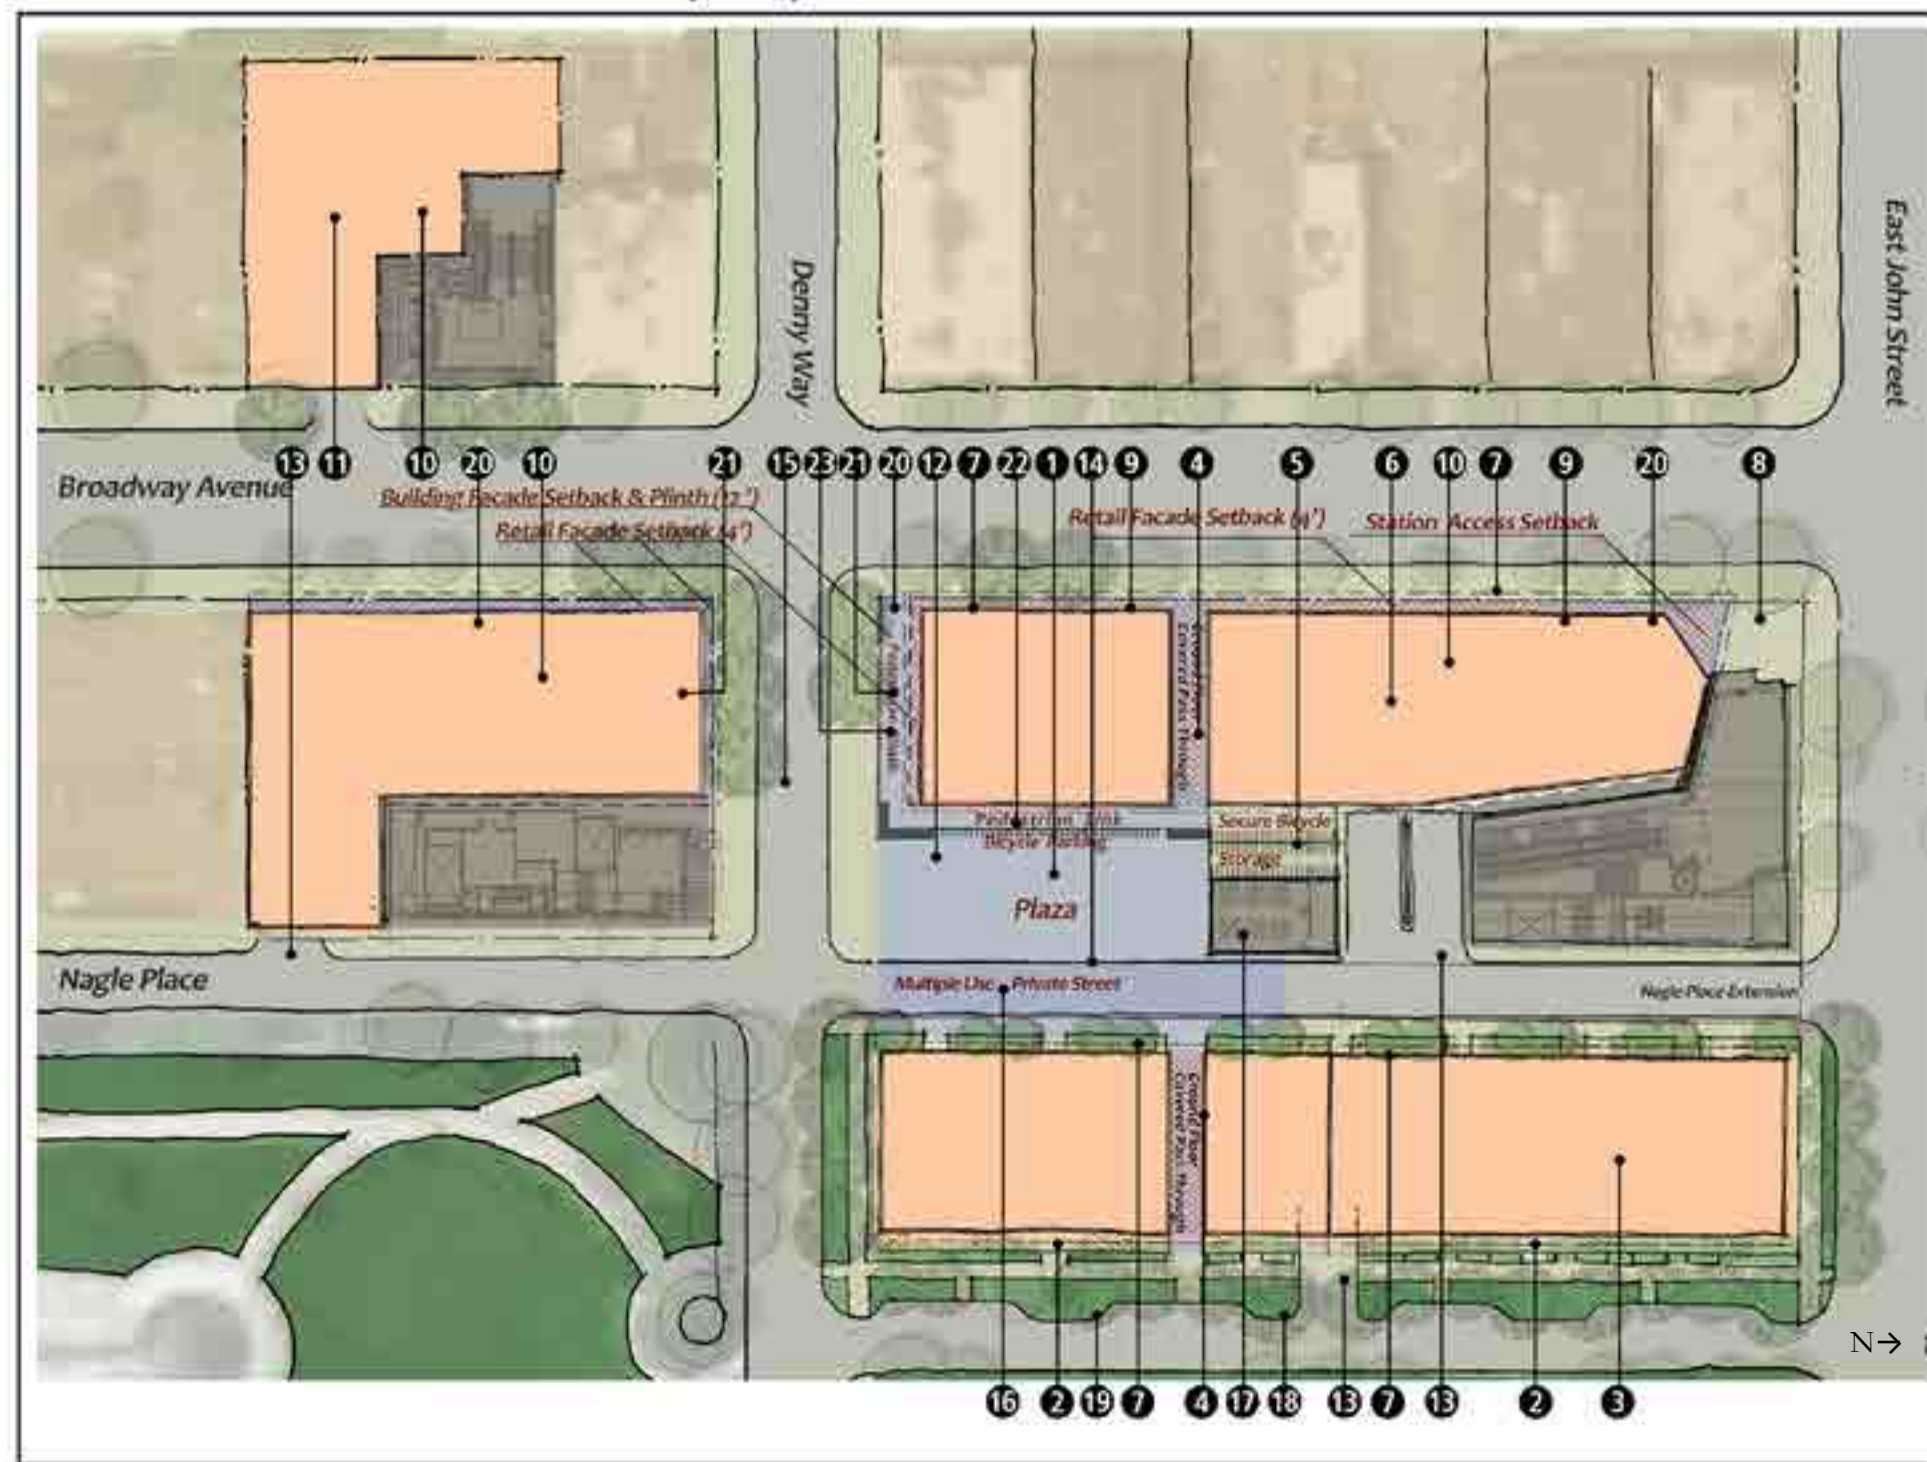 Denny Way
East John Street
13 11 10 20 10 21 15 23 21 20 12 7 22 1 14 9 4 5 6 10 7 9 20 8
Broadway Avenue
Building Facade Setback & Plinth (12')
Retail Facade Setback (4')
Retail Facade Setback (4')
Station Access Setback
Covered Pass Through
Pedestrian
Bicycle Parking
Secure Bicycle
Storage
Plaza
Nagle Place
Multiple Use - Private Street
Nagle Place Extension
Ground Floor
Covered Pass Through
N→
16 2 19 7 4 17 18 13 7 13 2 3